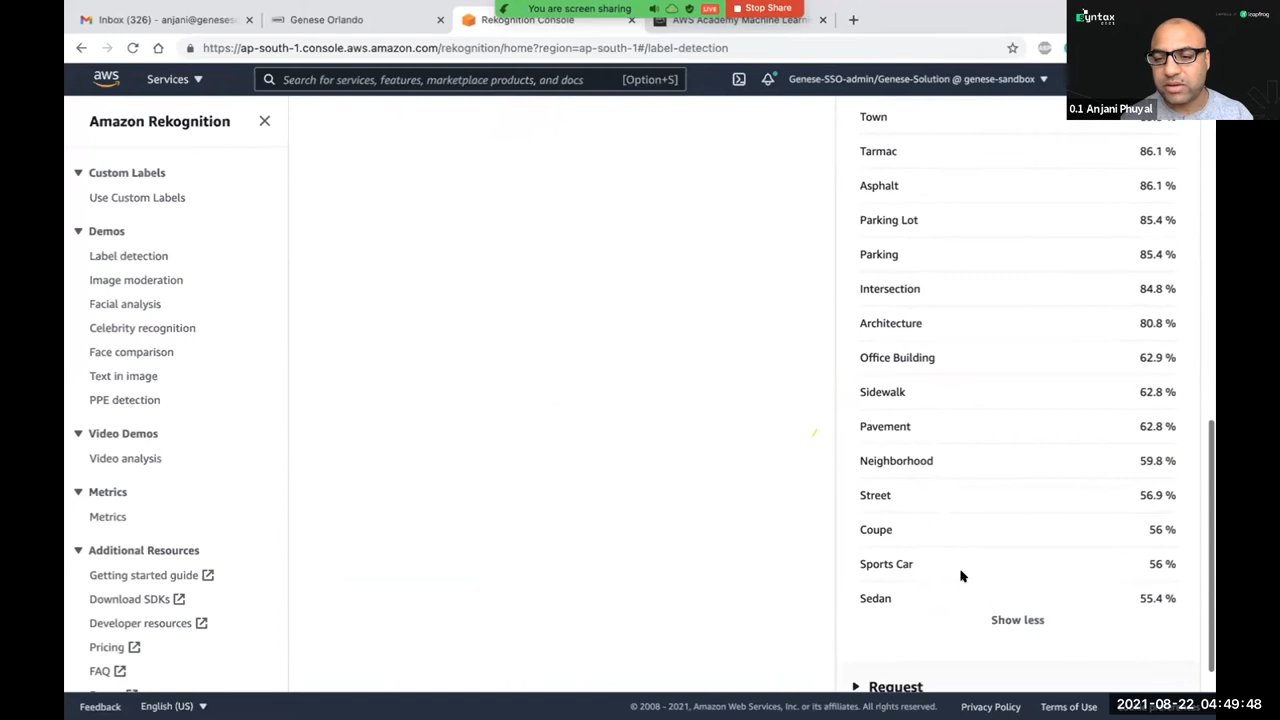 Inbox (326) - anjani@genesesu
Genese Orlando
Rekognition Console
You are screen sharing
LIVE
Stop Share
AWS Academy Machine Learni
https://ap-south-1.console.aws.amazon.com/rekognition/home?region=ap-south-1#/label-detection
aws
Services
Search for services, features, marketplace products, and docs
[Option+S]
Genese-SSO-admin/Genese-Solution @ genese-sandbox
Syntax
leapfrog
0.1 Anjani Phuyal
Amazon Rekognition
Custom Labels
Use Custom Labels
Demos
Label detection
Image moderation
Facial analysis
Celebrity recognition
Face comparison
Text in image
PPE detection
Video Demos
Video analysis
Metrics
Metrics
Additional Resources
Getting started guide
Download SDKs
Developer resources
Pricing
FAQ
Town
Tarmac 86.1 %
Asphalt 86.1 %
Parking Lot 85.4 %
Parking 85.4 %
Intersection 84.8 %
Architecture 80.8 %
Office Building 62.9 %
Sidewalk 62.8 %
Pavement 62.8 %
Neighborhood 59.8 %
Street 56.9 %
Coupe 56 %
Sports Car 56 %
Sedan 55.4 %
Show less
Request
Feedback
English (US)
© 2008 - 2021, Amazon Web Services, Inc. or its affiliates. All rights reserved.
Privacy Policy
Terms of Use
2021-08-22 04:49:48